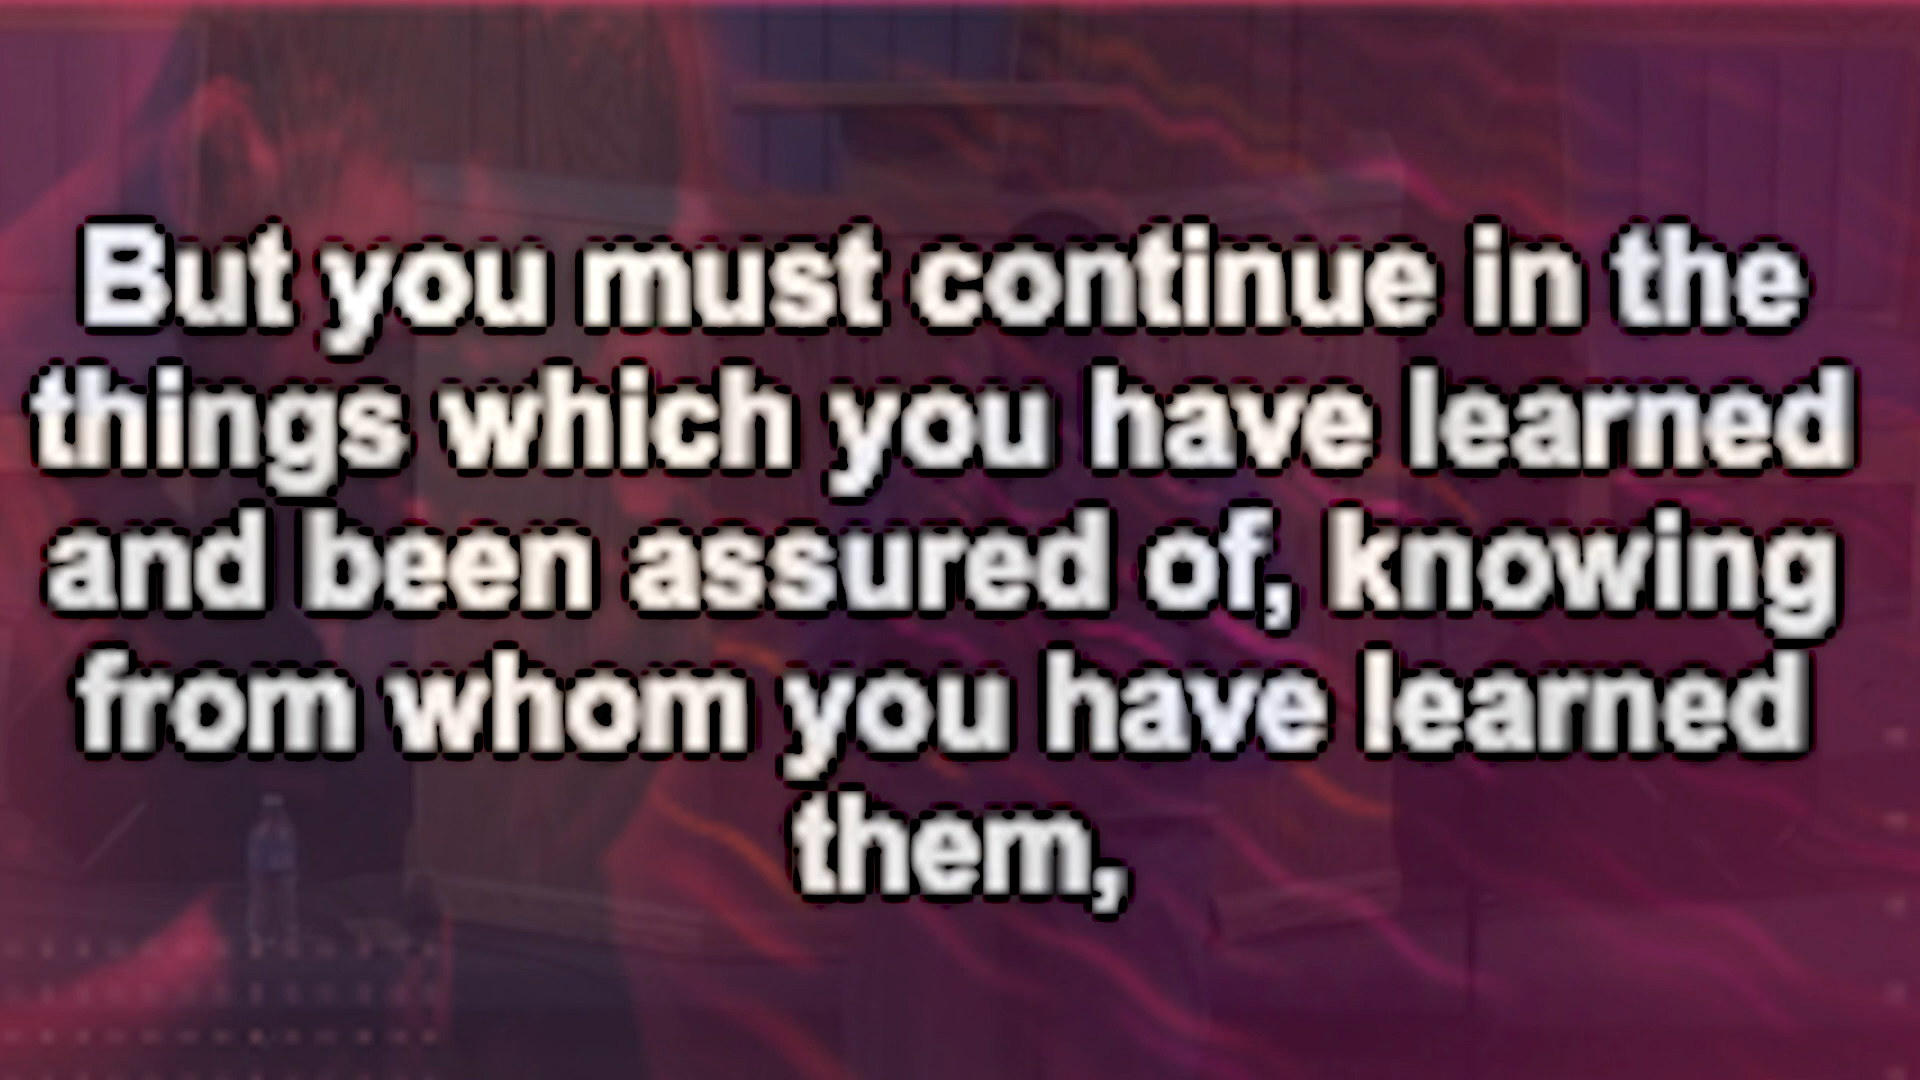 But you must continue in the
things which you have learned
and been assured of, knowing
from whom you have learned
them,